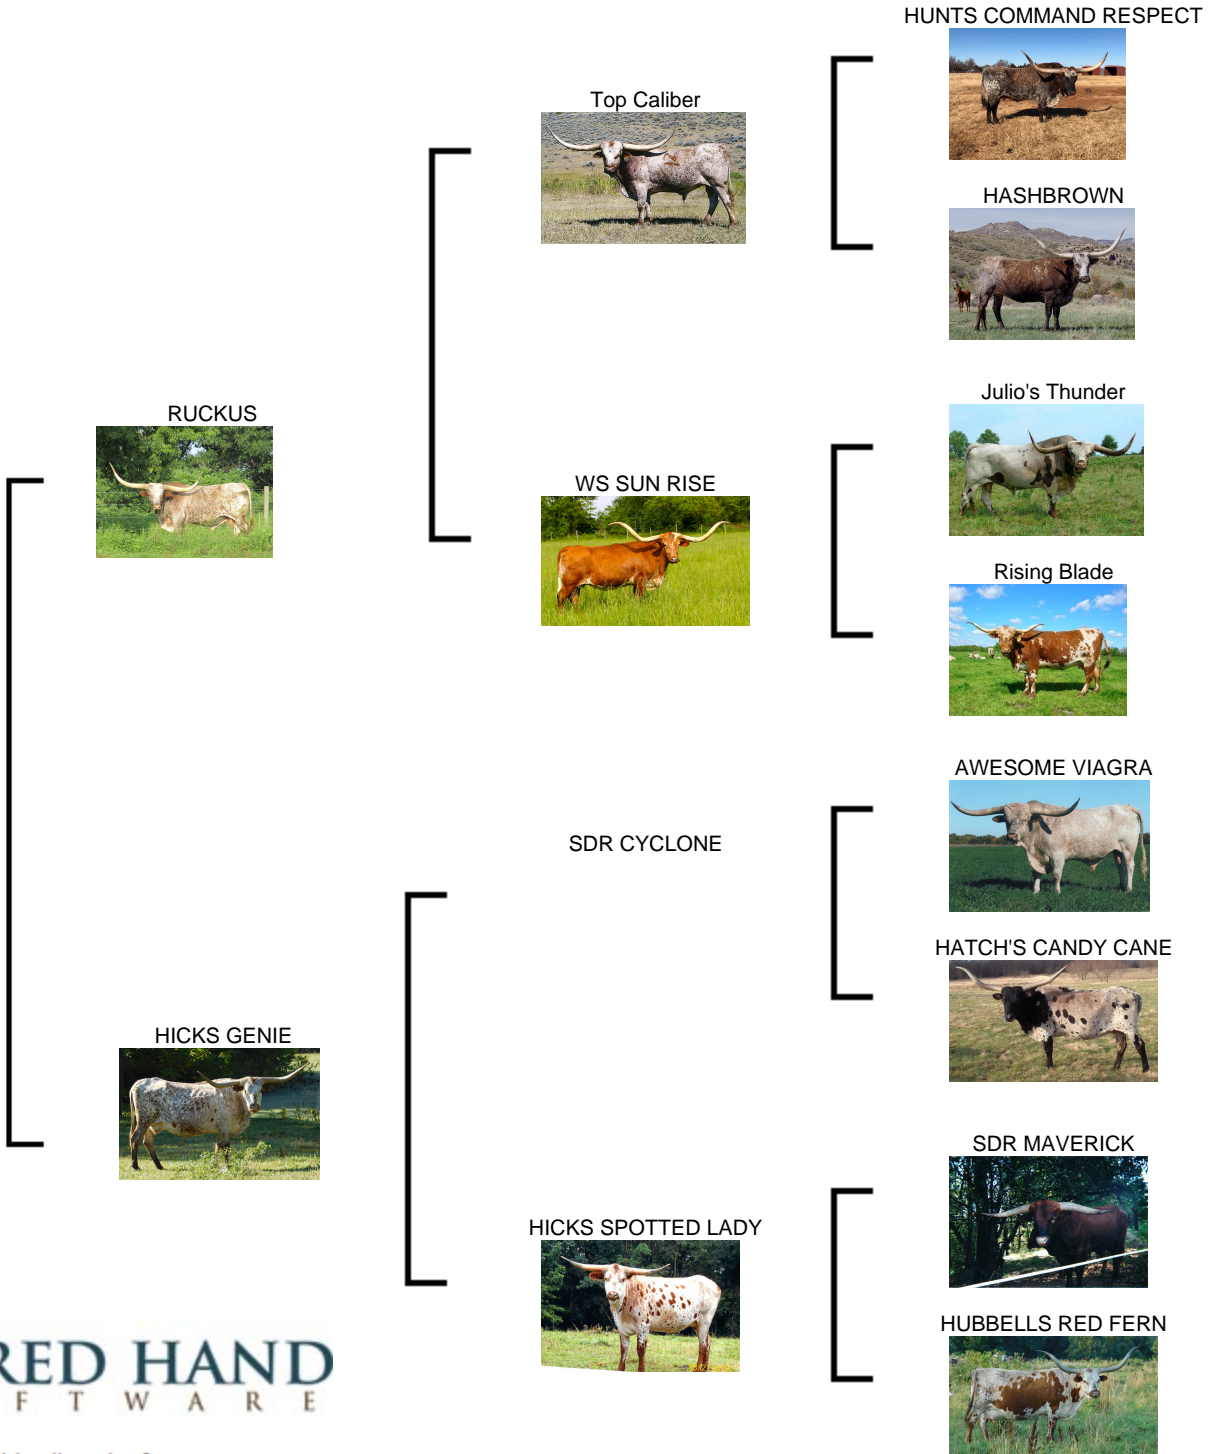 HUNTS COMMAND RESPECT
Top Caliber
HASHBROWN
Julio's Thunder
RUCKUS
WS SUN RISE
Rising Blade
AWESOME VIAGRA
SDR CYCLONE
HATCH'S CANDY CANE
HICKS GENIE
SDR MAVERICK
HICKS SPOTTED LADY
HUBBELLS RED FERN
RED HAND
F T W A R E